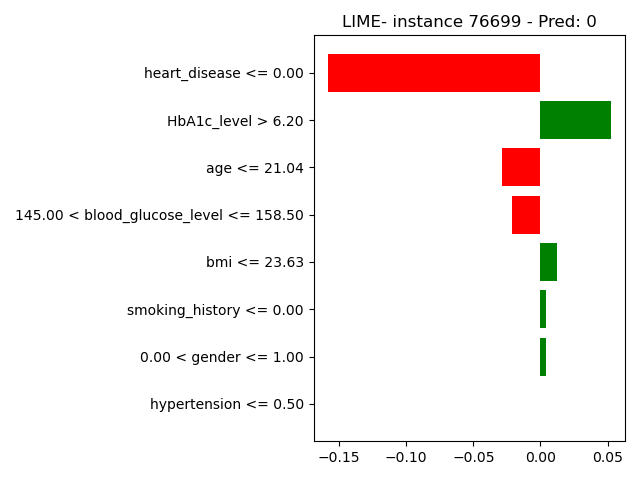 LIME- instance 76699 - Pred: 0
heart_disease <= 0.00
HbA1c_level > 6.20
age <= 21.04
145.00 < blood_glucose_level <= 158.50
bmi <= 23.63
smoking_history <= 0.00
0.00 < gender <= 1.00
hypertension <= 0.50
−0.15 −0.10 −0.05 0.00 0.05